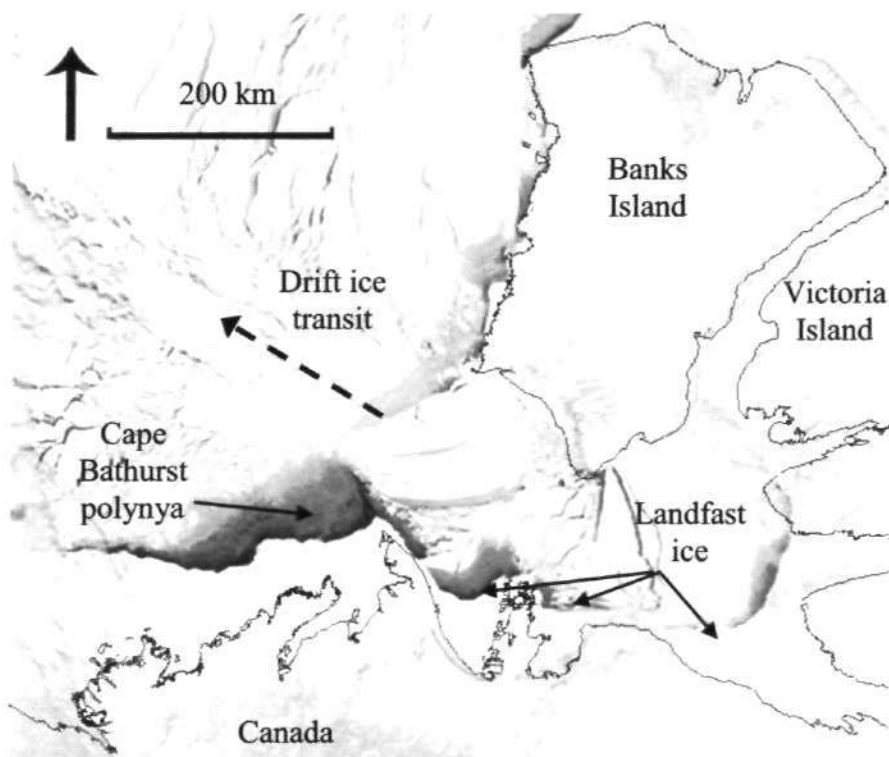 200 km
Banks
Island
Drift ice
transit
Victoria
Island
Cape
Bathurst
polynya
Landfast
ice
Canada